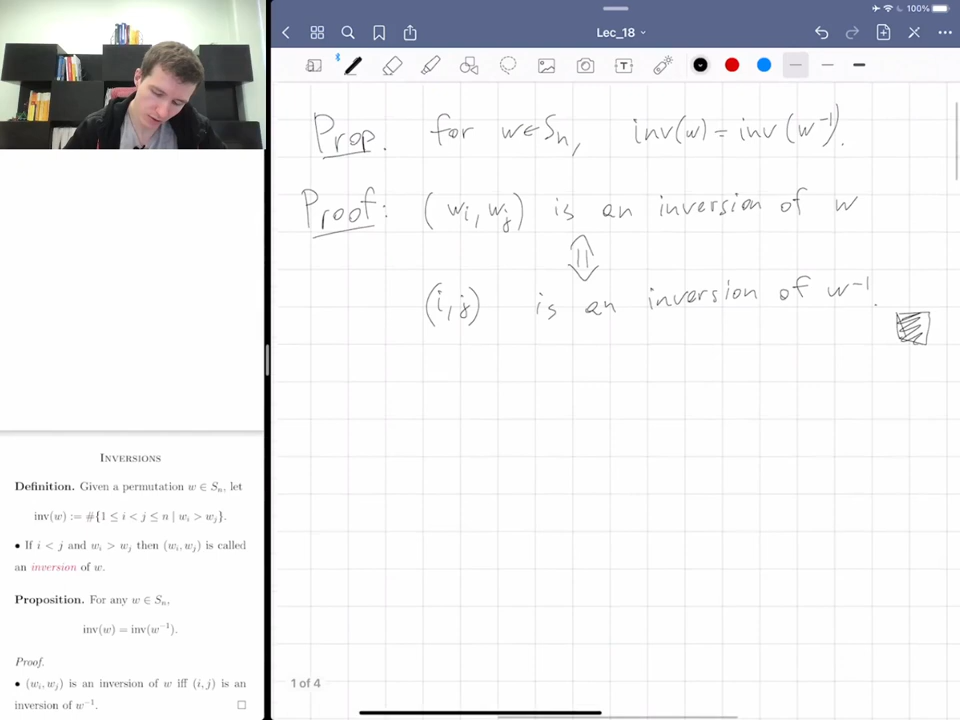 100%
Lec_18
Prop. for w∈Sₙ, inv(w) = inv(w⁻¹).
Proof: (wᵢ, wⱼ) is an inversion of w
⇕
(i, j) is an inversion of w⁻¹.
1 of 4
INVERSIONS
Definition. Given a permutation w ∈ Sₙ, let
inv(w) := #{1 ≤ i < j ≤ n | wᵢ > wⱼ}.
• If i < j and wᵢ > wⱼ then (wᵢ, wⱼ) is called
an inversion of w.
Proposition. For any w ∈ Sₙ,
inv(w) = inv(w⁻¹).
Proof.
• (wᵢ, wⱼ) is an inversion of w iff (i, j) is an
inversion of w⁻¹. □